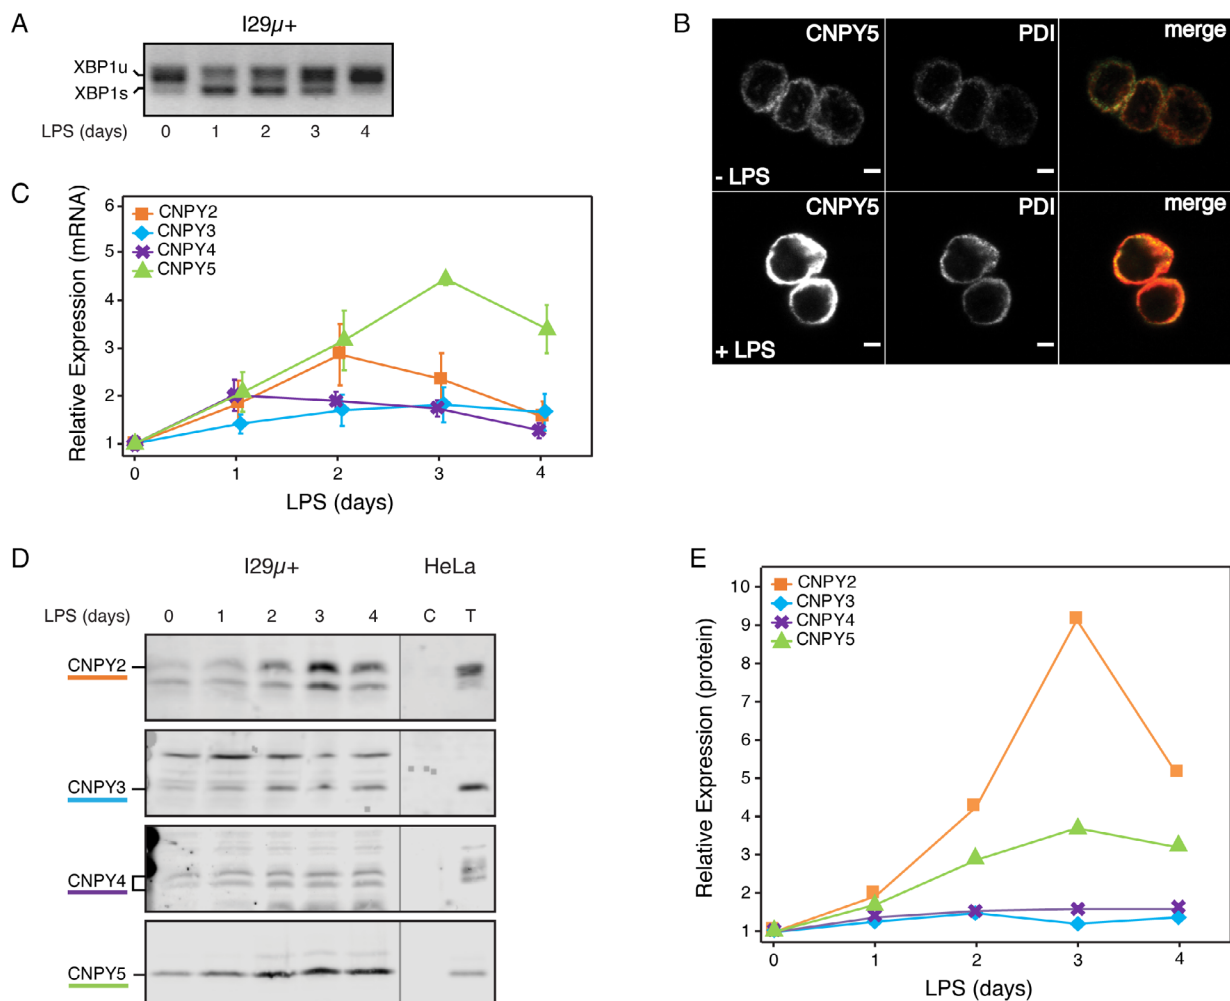 A
I29μ+
XBP1u
XBP1s
LPS (days) 0 1 2 3 4
B
CNPY5 PDI merge
- LPS
CNPY5 PDI merge
+ LPS
C
Relative Expression (mRNA)
6
5
4
3
2
1
CNPY2
CNPY3
CNPY4
CNPY5
0 1 2 3 4
LPS (days)
D
I29μ+ HeLa
LPS (days) 0 1 2 3 4 C T
CNPY2
CNPY3
CNPY4
CNPY5
E
Relative Expression (protein)
10
9
8
7
6
5
4
3
2
1
CNPY2
CNPY3
CNPY4
CNPY5
0 1 2 3 4
LPS (days)